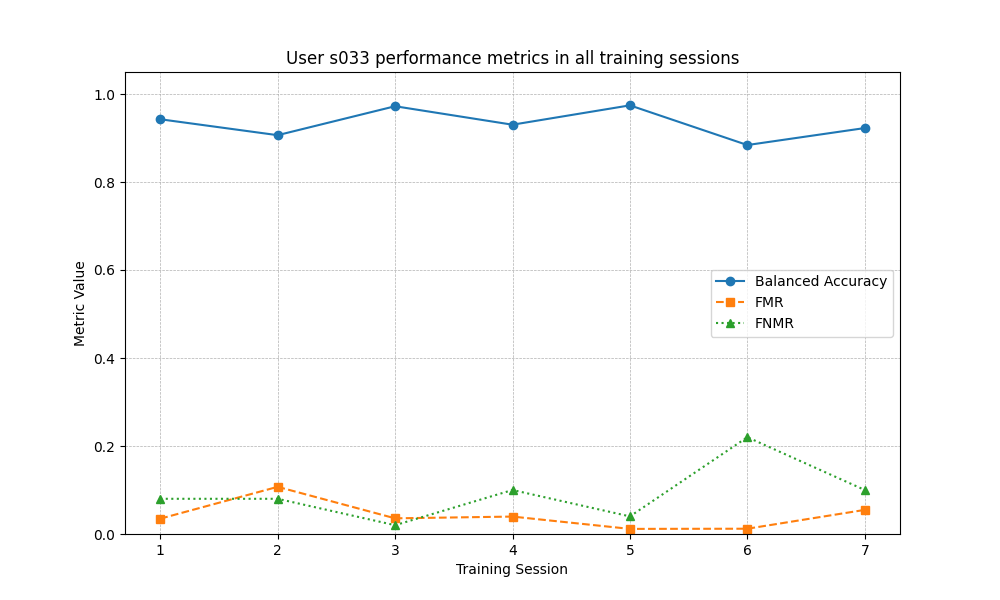 User s033 performance metrics in all training sessions
1.0
0.8
0.6
0.4
0.2
0.0
Metric Value
Balanced Accuracy
FMR
FNMR
1 2 3 4 5 6 7
Training Session